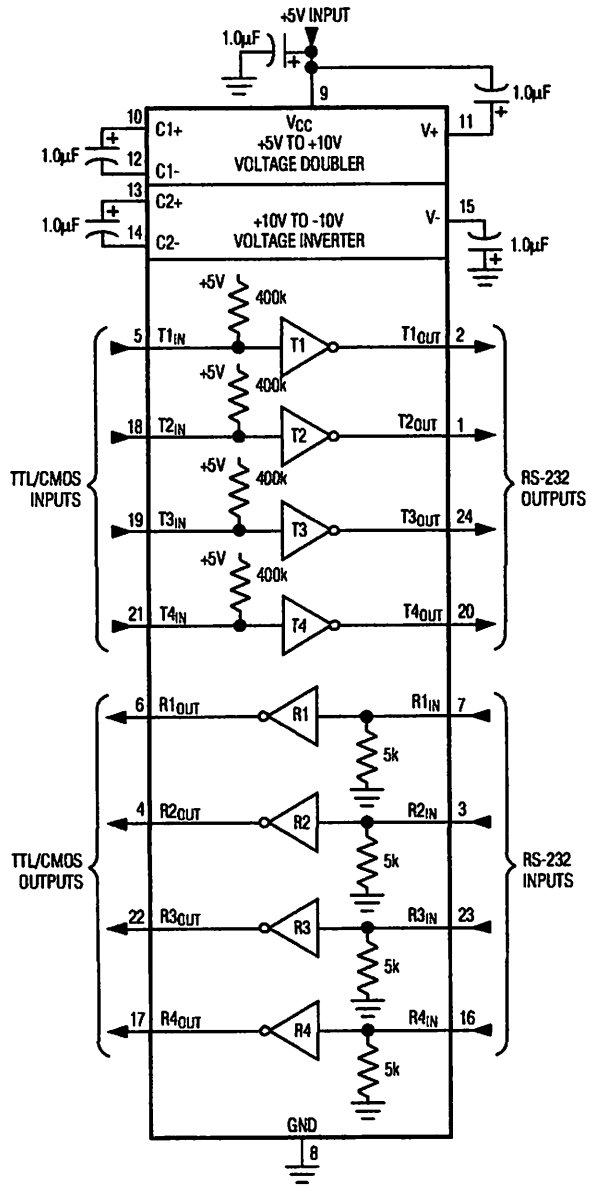 +5V INPUT
1.0µF
+
9
+
1.0µF
10
C1+
VCC
+5V TO +10V
VOLTAGE DOUBLER
V+
11
+
1.0µF
12
C1-
13
C2+
+10V TO -10V
VOLTAGE INVERTER
V-
15
+
1.0µF
14
C2-
1.0µF
+
+5V
400k
5
T1IN
T1
T1OUT
2
+5V
400k
18
T2IN
T2
T2OUT
1
TTL/CMOS
INPUTS
RS-232
OUTPUTS
+5V
400k
19
T3IN
T3
T3OUT
24
+5V
400k
21
T4IN
T4
T4OUT
20
6
R1OUT
R1
R1IN
7
5k
4
R2OUT
R2
R2IN
3
5k
TTL/CMOS
OUTPUTS
RS-232
INPUTS
22
R3OUT
R3
R3IN
23
5k
17
R4OUT
R4
R4IN
16
5k
GND
8